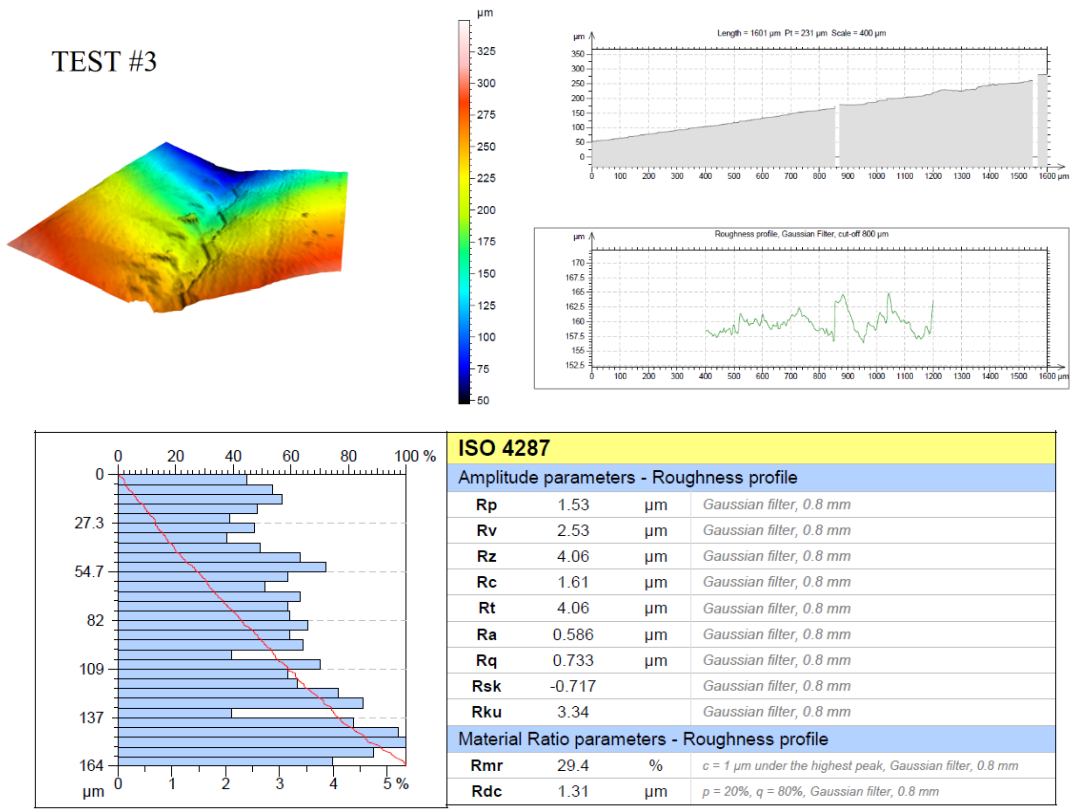 TEST #3
µm
325
300
275
250
225
200
175
150
125
100
75
50
Length = 1601 µm Pt = 231 µm Scale = 400 µm
µm
350
300
250
200
150
100
50
0
0 100 200 300 400 500 600 700 800 900 1000 1100 1200 1300 1400 1500 1600 µm
Roughness profile, Gaussian Filter, cut-off 800 µm
µm
170
167.5
165
162.5
160
157.5
155
152.5
0 100 200 300 400 500 600 700 800 900 1000 1100 1200 1300 1400 1500 1600 µm
0 20 40 60 80 100 %
0
27.3
54.7
82
109
137
164
µm
0 1 2 3 4 5 %
ISO 4287
Amplitude parameters - Roughness profile
Rp 1.53 µm Gaussian filter, 0.8 mm
Rv 2.53 µm Gaussian filter, 0.8 mm
Rz 4.06 µm Gaussian filter, 0.8 mm
Rc 1.61 µm Gaussian filter, 0.8 mm
Rt 4.06 µm Gaussian filter, 0.8 mm
Ra 0.586 µm Gaussian filter, 0.8 mm
Rq 0.733 µm Gaussian filter, 0.8 mm
Rsk -0.717 Gaussian filter, 0.8 mm
Rku 3.34 Gaussian filter, 0.8 mm
Material Ratio parameters - Roughness profile
Rmr 29.4 % c = 1 µm under the highest peak, Gaussian filter, 0.8 mm
Rdc 1.31 µm p = 20%, q = 80%, Gaussian filter, 0.8 mm